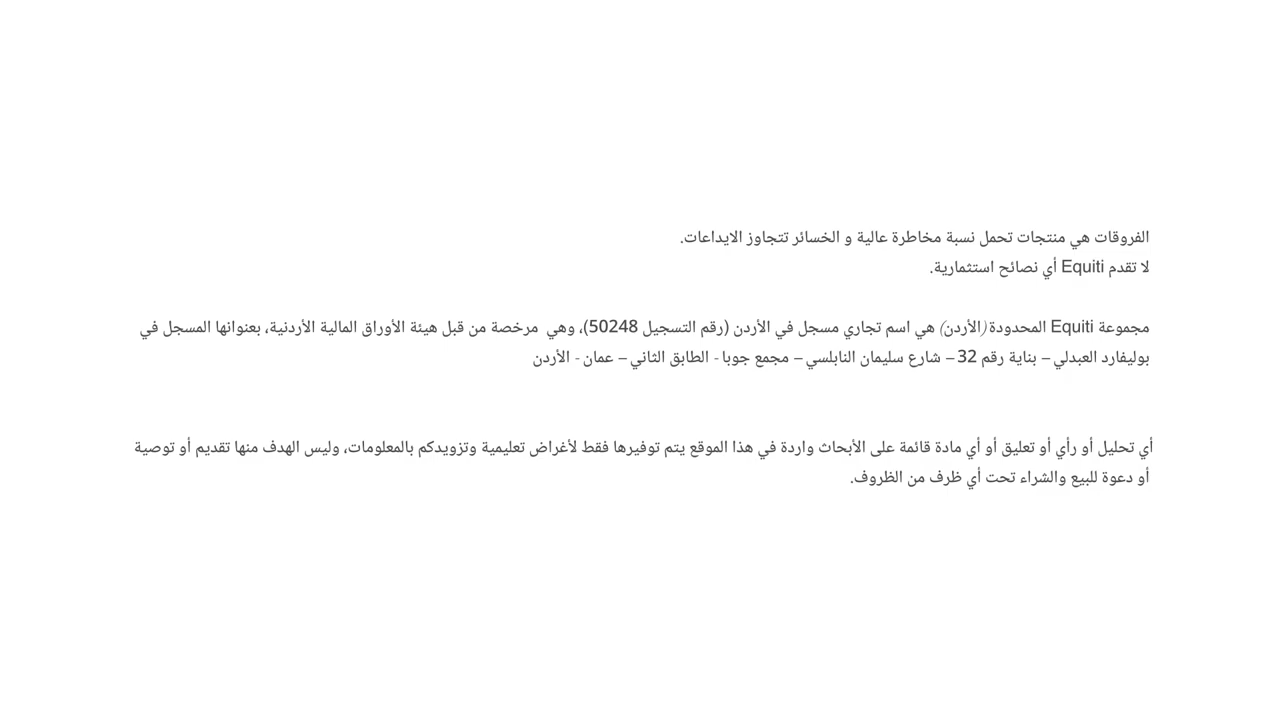 الفروقات هي منتجات تحمل نسبة مخاطرة عالية و الخسائر تتجاوز الايداعات.
لا تقدم Equiti أي نصائح استثمارية.
مجموعة Equiti المحدودة (الأردن) هي اسم تجاري مسجل في الأردن (رقم التسجيل 50248)، وهي مرخصة من قبل هيئة الأوراق المالية الأردنية، بعنوانها المسجل في
بوليفارد العبدلي – بناية رقم 32 – شارع سليمان النابلسي – مجمع جوبا - الطابق الثاني – عمان - الأردن
أي تحليل أو رأي أو تعليق أو أي مادة قائمة على الأبحاث واردة في هذا الموقع يتم توفيرها فقط لأغراض تعليمية وتزويدكم بالمعلومات، وليس الهدف منها تقديم أو توصية
أو دعوة للبيع والشراء تحت أي ظرف من الظروف.